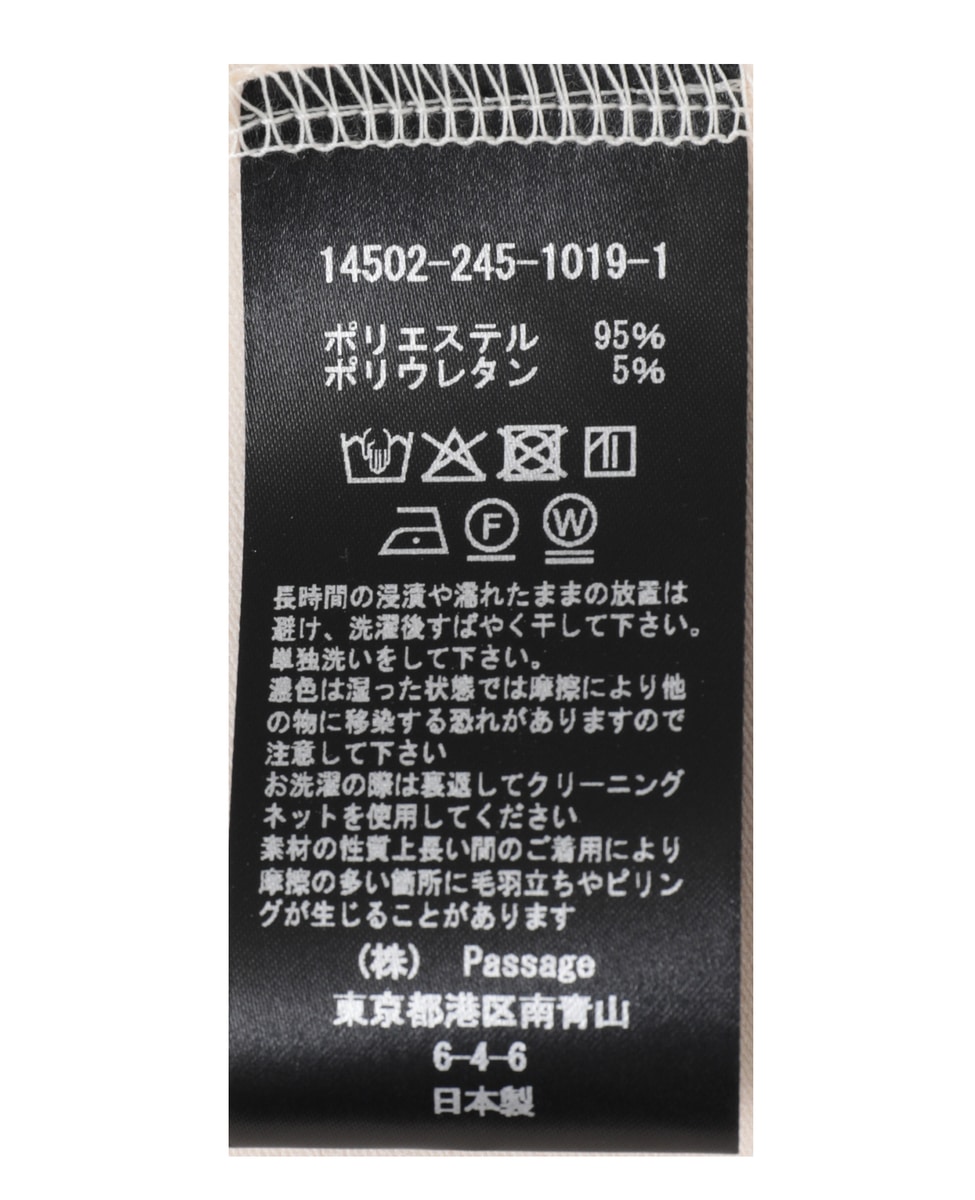 14502-245-1019-1
ポリエステル 95%
ポリウレタン 5%
F W
長時間の浸漬や濡れたままの放置は
避け、洗濯後すばやく干して下さい。
単独洗いをして下さい。
濃色は湿った状態では摩擦により他
の物に移染する恐れがありますので
注意して下さい
お洗濯の際は裏返してクリーニング
ネットを使用してください
素材の性質上長い間のご着用により
摩擦の多い箇所に毛羽立ちやピリン
グが生じることがあります
(株) Passage
東京都港区南青山
6-4-6
日本製